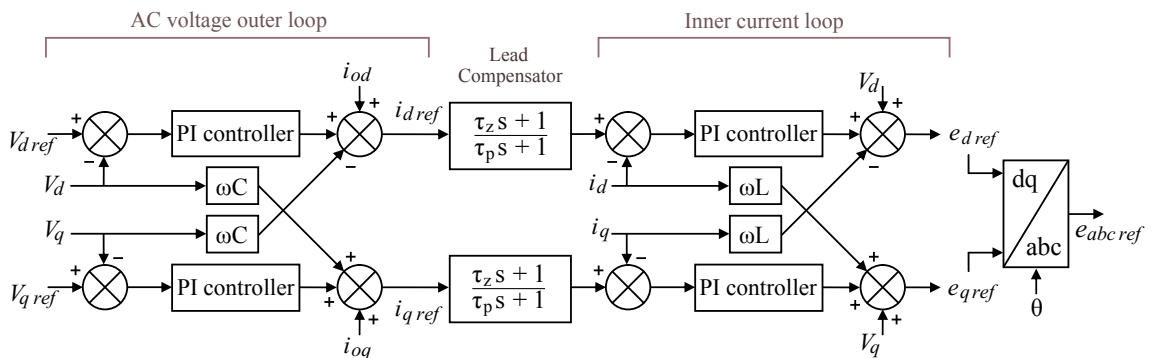 AC voltage outer loop
Inner current loop
Lead
Compensator
i_od
V_d
+
+
+
+
+
+
V_d ref
PI controller
i_d ref
τ_z s + 1
τ_p s + 1
PI controller
e_d ref
-
-
-
-
V_d
ωC
i_d
ωL
dq
V_q
ωC
i_q
ωL
abc
e_abc ref
-
+
+
+
-
+
V_q ref
PI controller
+
+
i_q ref
τ_z s + 1
τ_p s + 1
PI controller
+
+
e_q ref
θ
i_oq
V_q